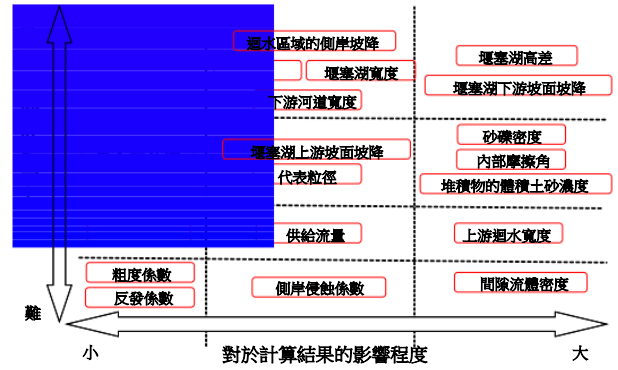 迴水區域的側岸坡降
堰塞湖高差
堰塞湖寬度
堰塞湖下游坡面坡降
下游河道寬度
砂礫密度
堰塞湖上游坡面坡降
內部摩擦角
代表粒徑
堆積物的體積土砂濃度
供給流量
上游迴水寬度
粗度係數
側岸侵蝕係數
間隙流體密度
反發係數
難
小
對於計算結果的影響程度
大